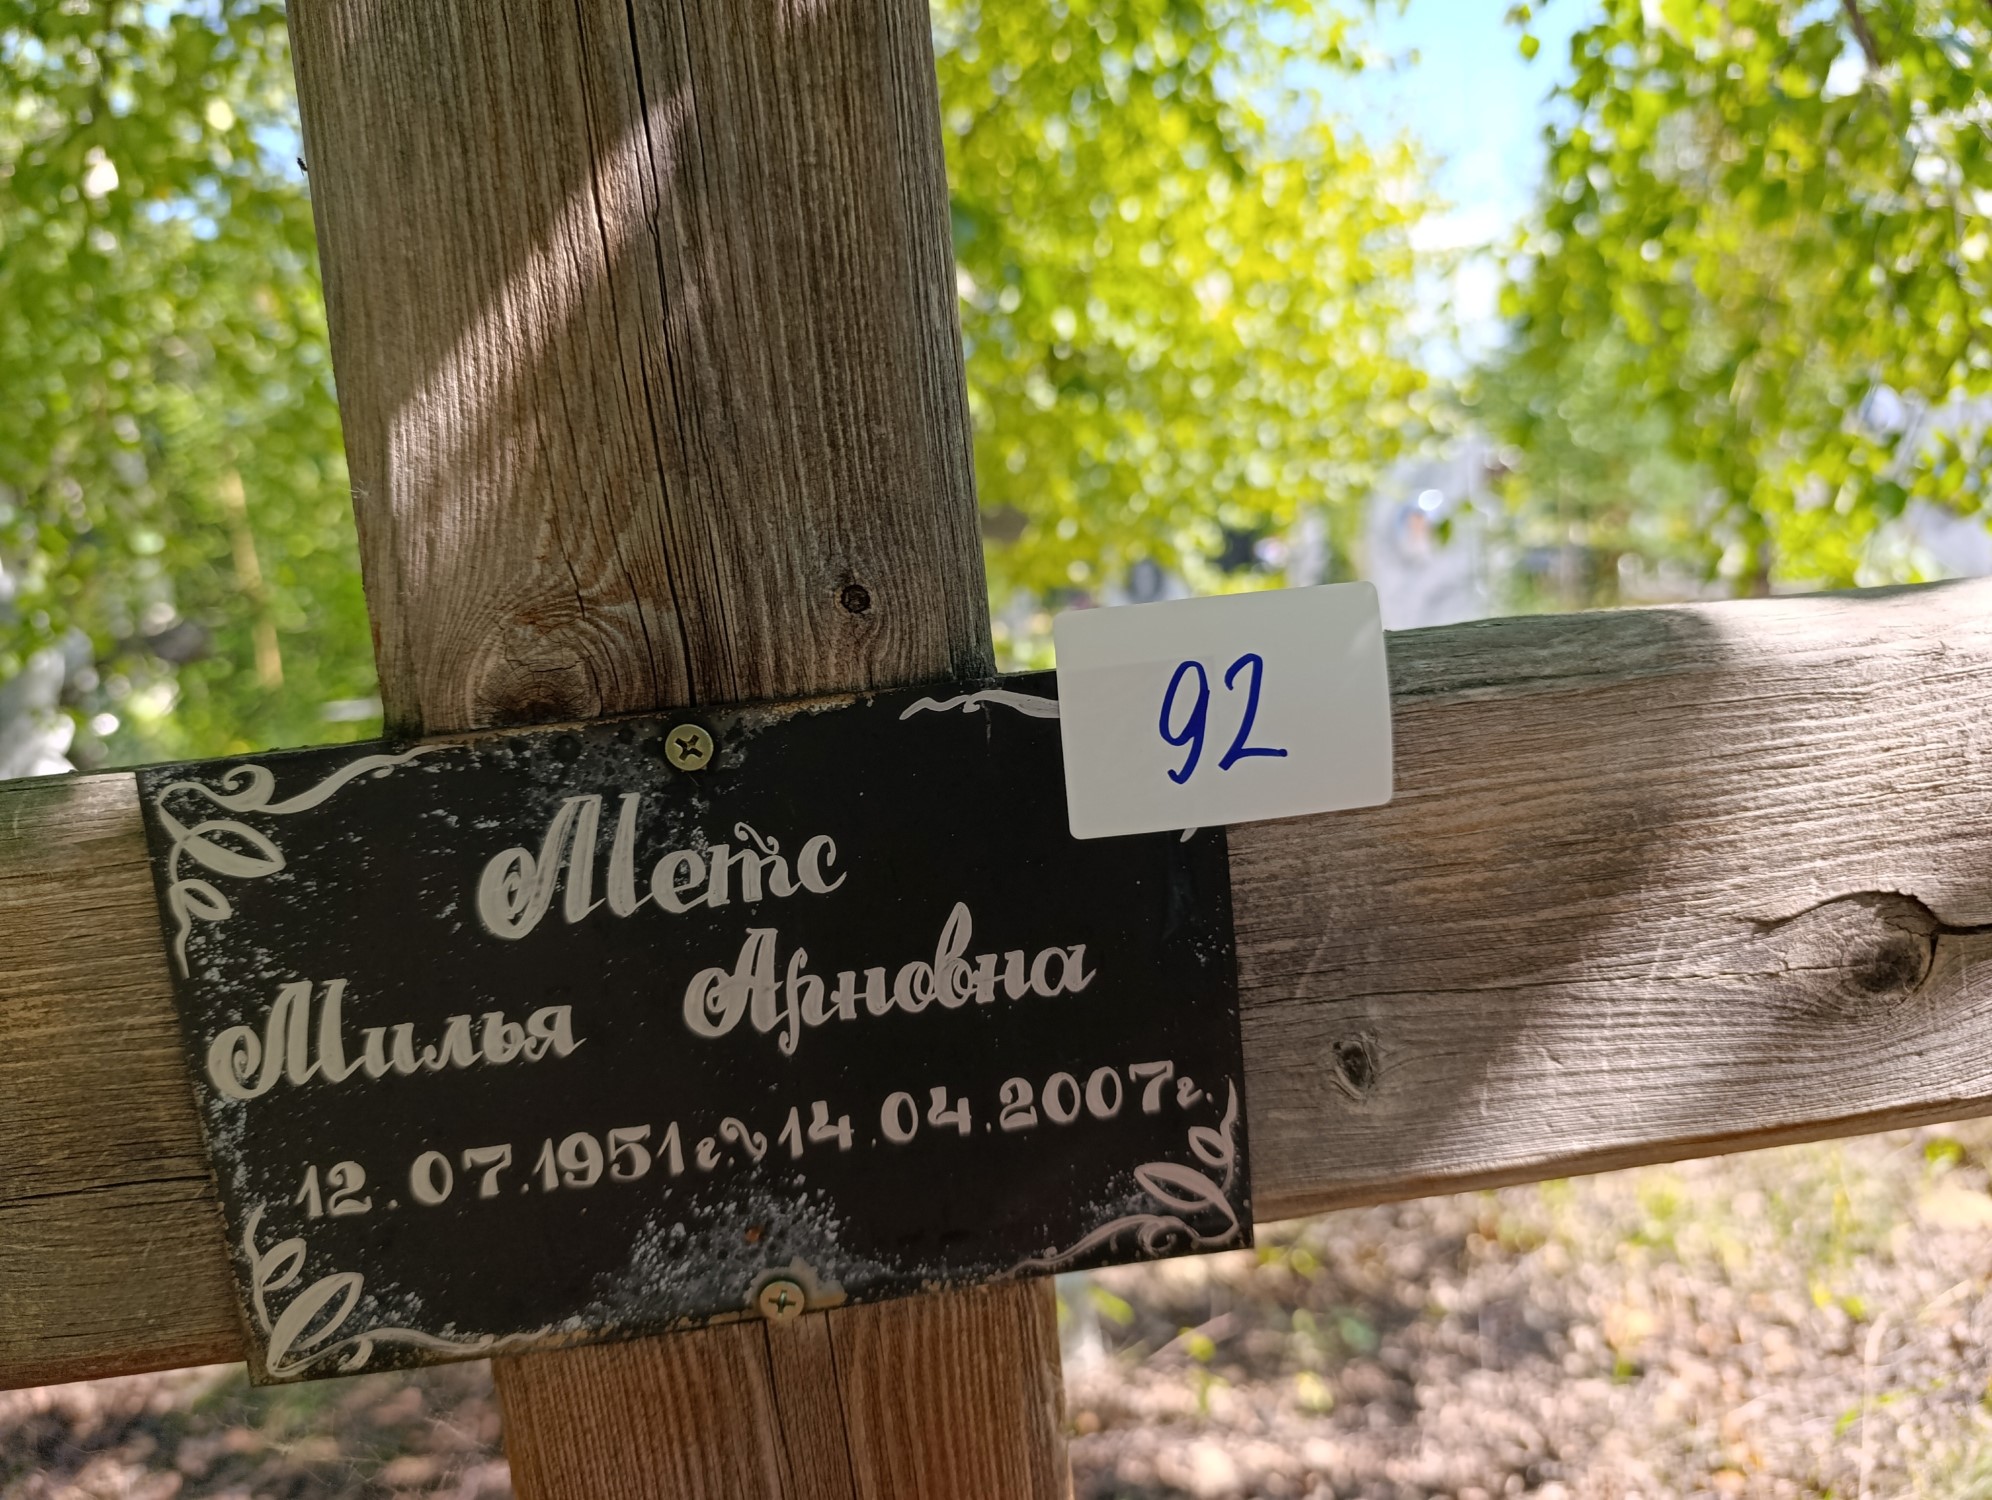 92
Метс
Милья Арновна
12.07.1951г. 14.04.2007г.